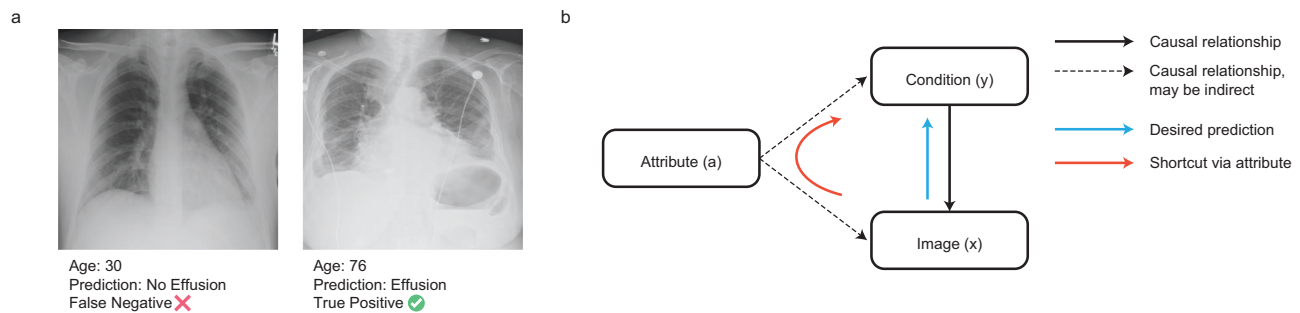 a
Age: 30
Prediction: No Effusion
False Negative
Age: 76
Prediction: Effusion
True Positive
b
Attribute (a)
Condition (y)
Image (x)
Causal relationship
Causal relationship,
may be indirect
Desired prediction
Shortcut via attribute